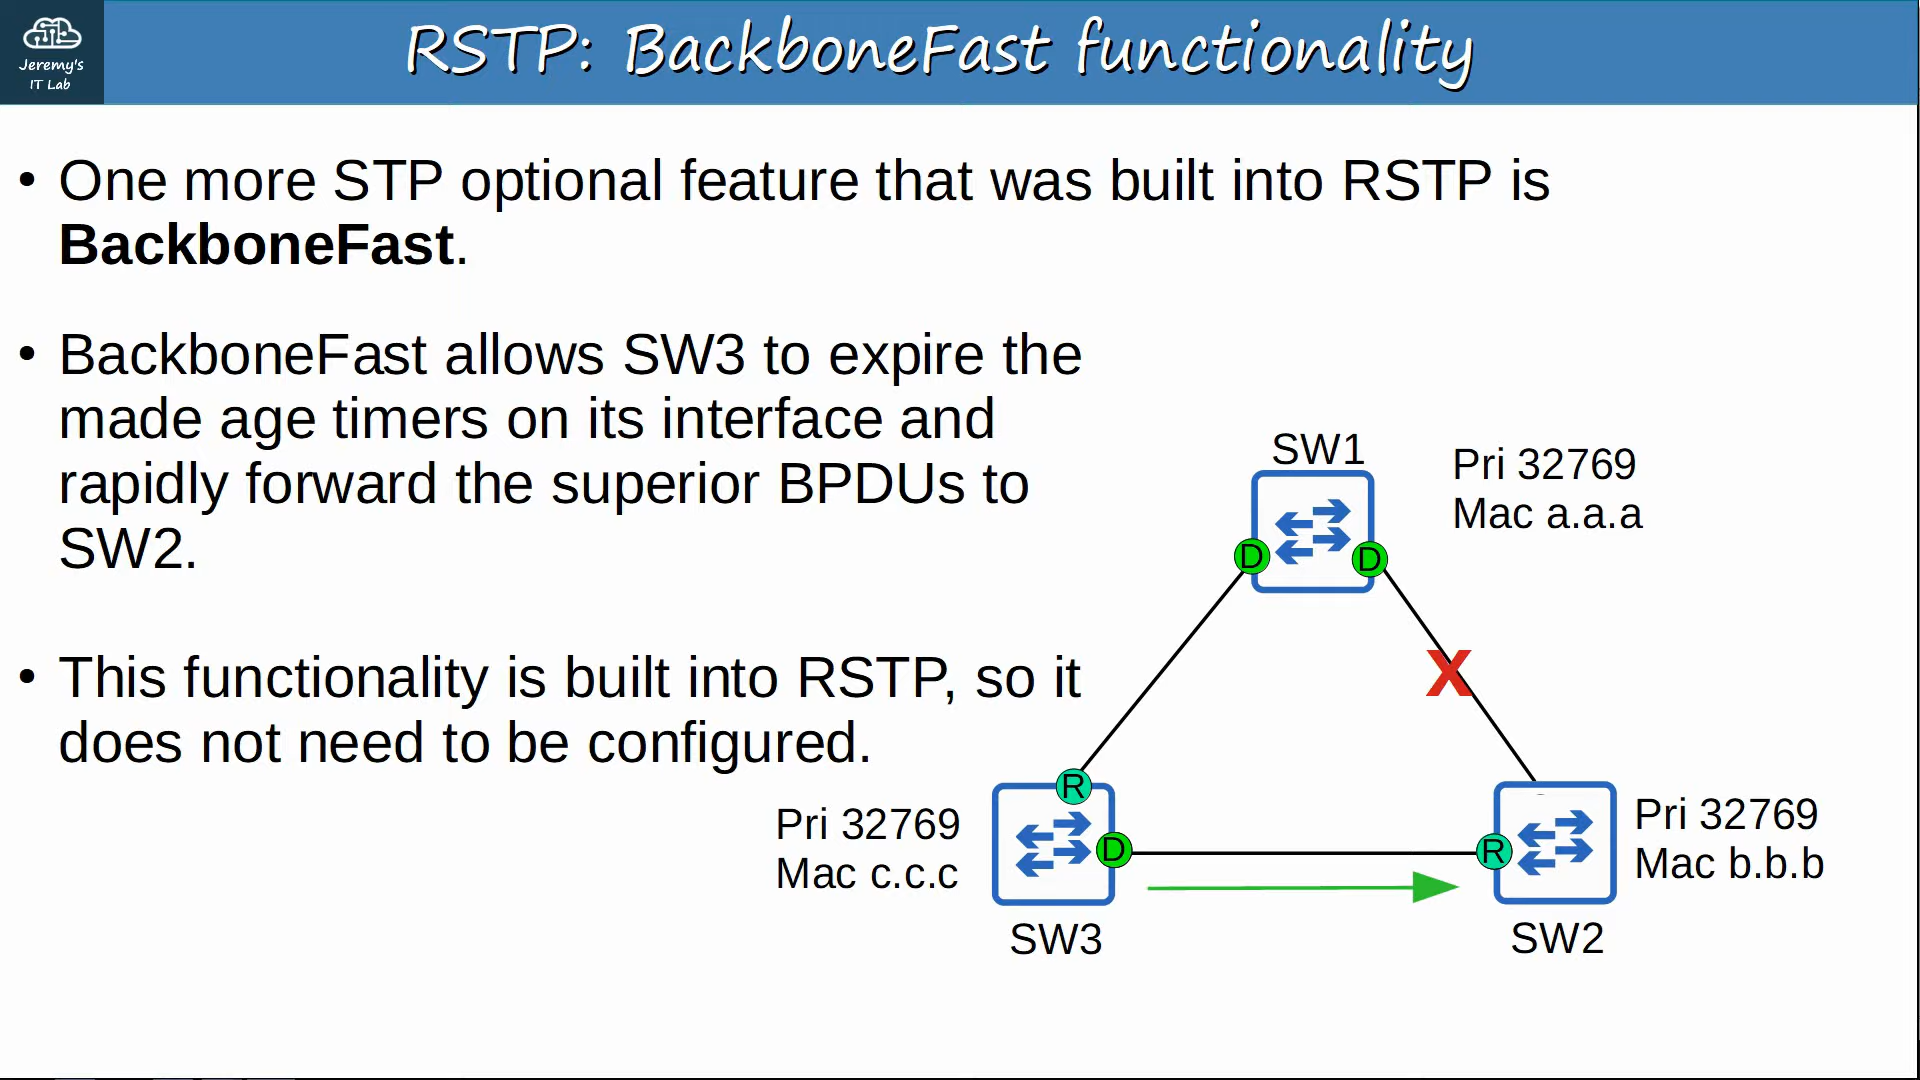 Jeremy's
IT Lab
RSTP: BackboneFast functionality
• One more STP optional feature that was built into RSTP is
BackboneFast.
• BackboneFast allows SW3 to expire the
made age timers on its interface and
rapidly forward the superior BPDUs to
SW2.
• This functionality is built into RSTP, so it
does not need to be configured.
SW1
Pri 32769
Mac a.a.a
D
D
X
R
Pri 32769
Mac c.c.c
D
R
Pri 32769
Mac b.b.b
SW3
SW2